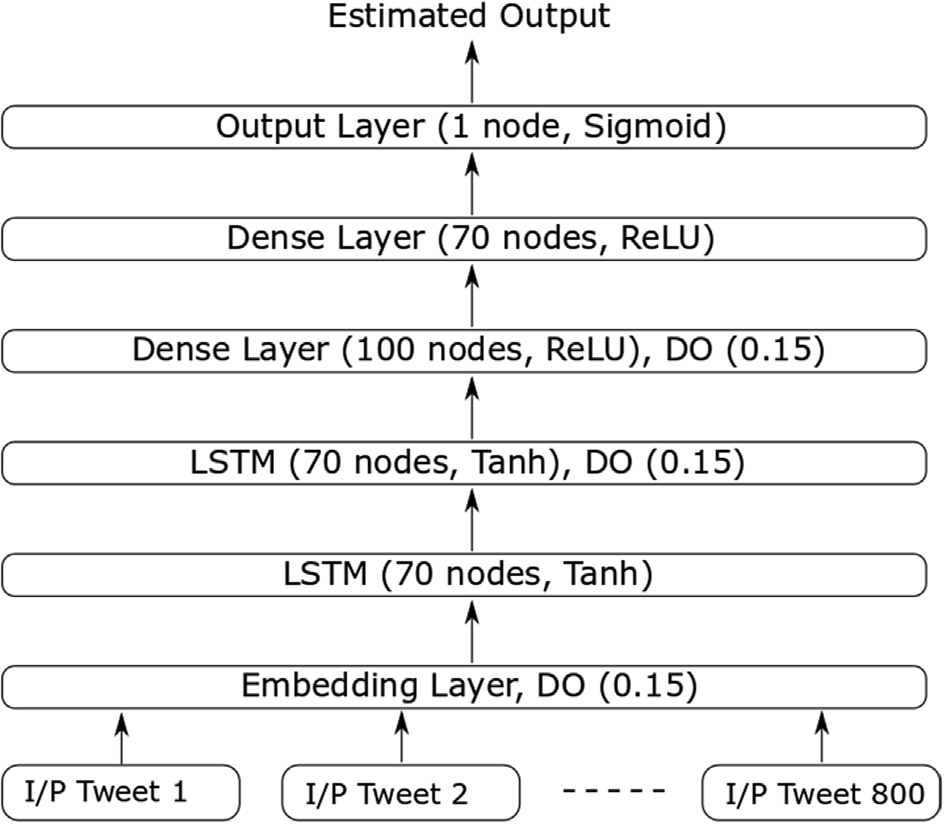 Estimated Output
Output Layer (1 node, Sigmoid)
Dense Layer (70 nodes, ReLU)
Dense Layer (100 nodes, ReLU), DO (0.15)
LSTM (70 nodes, Tanh), DO (0.15)
LSTM (70 nodes, Tanh)
Embedding Layer, DO (0.15)
I/P Tweet 1
I/P Tweet 2
-----
I/P Tweet 800